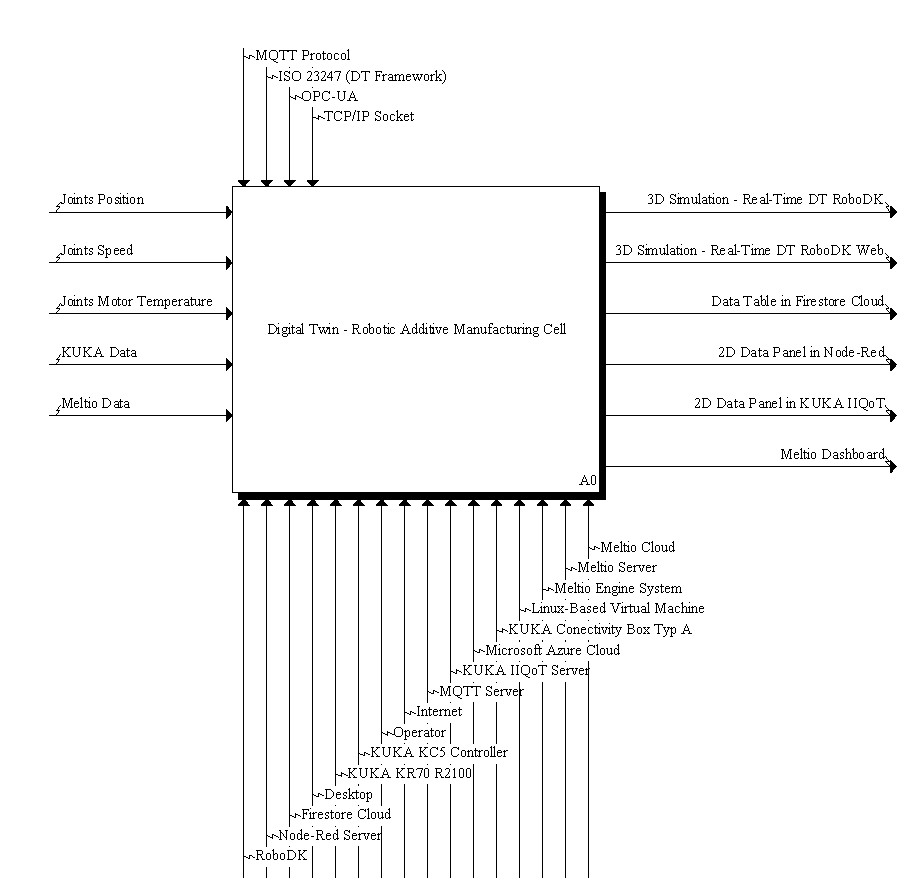 MQTT Protocol
ISO 23247 (DT Framework)
OPC-UA
TCP/IP Socket
Joints Position
3D Simulation - Real-Time DT RoboDK
Joints Speed
3D Simulation - Real-Time DT RoboDK Web
Joints Motor Temperature
Data Table in Firestore Cloud
Digital Twin - Robotic Additive Manufacturing Cell
KUKA Data
2D Data Panel in Node-Red
Meltio Data
2D Data Panel in KUKA IIQoT
Meltio Dashboard
A0
Meltio Cloud
Meltio Server
Meltio Engine System
Linux-Based Virtual Machine
KUKA Conectivity Box Typ A
Microsoft Azure Cloud
KUKA IIQoT Server
MQTT Server
Internet
Operator
KUKA KC5 Controller
KUKA KR70 R2100
Desktop
Firestore Cloud
Node-Red Server
RoboDK